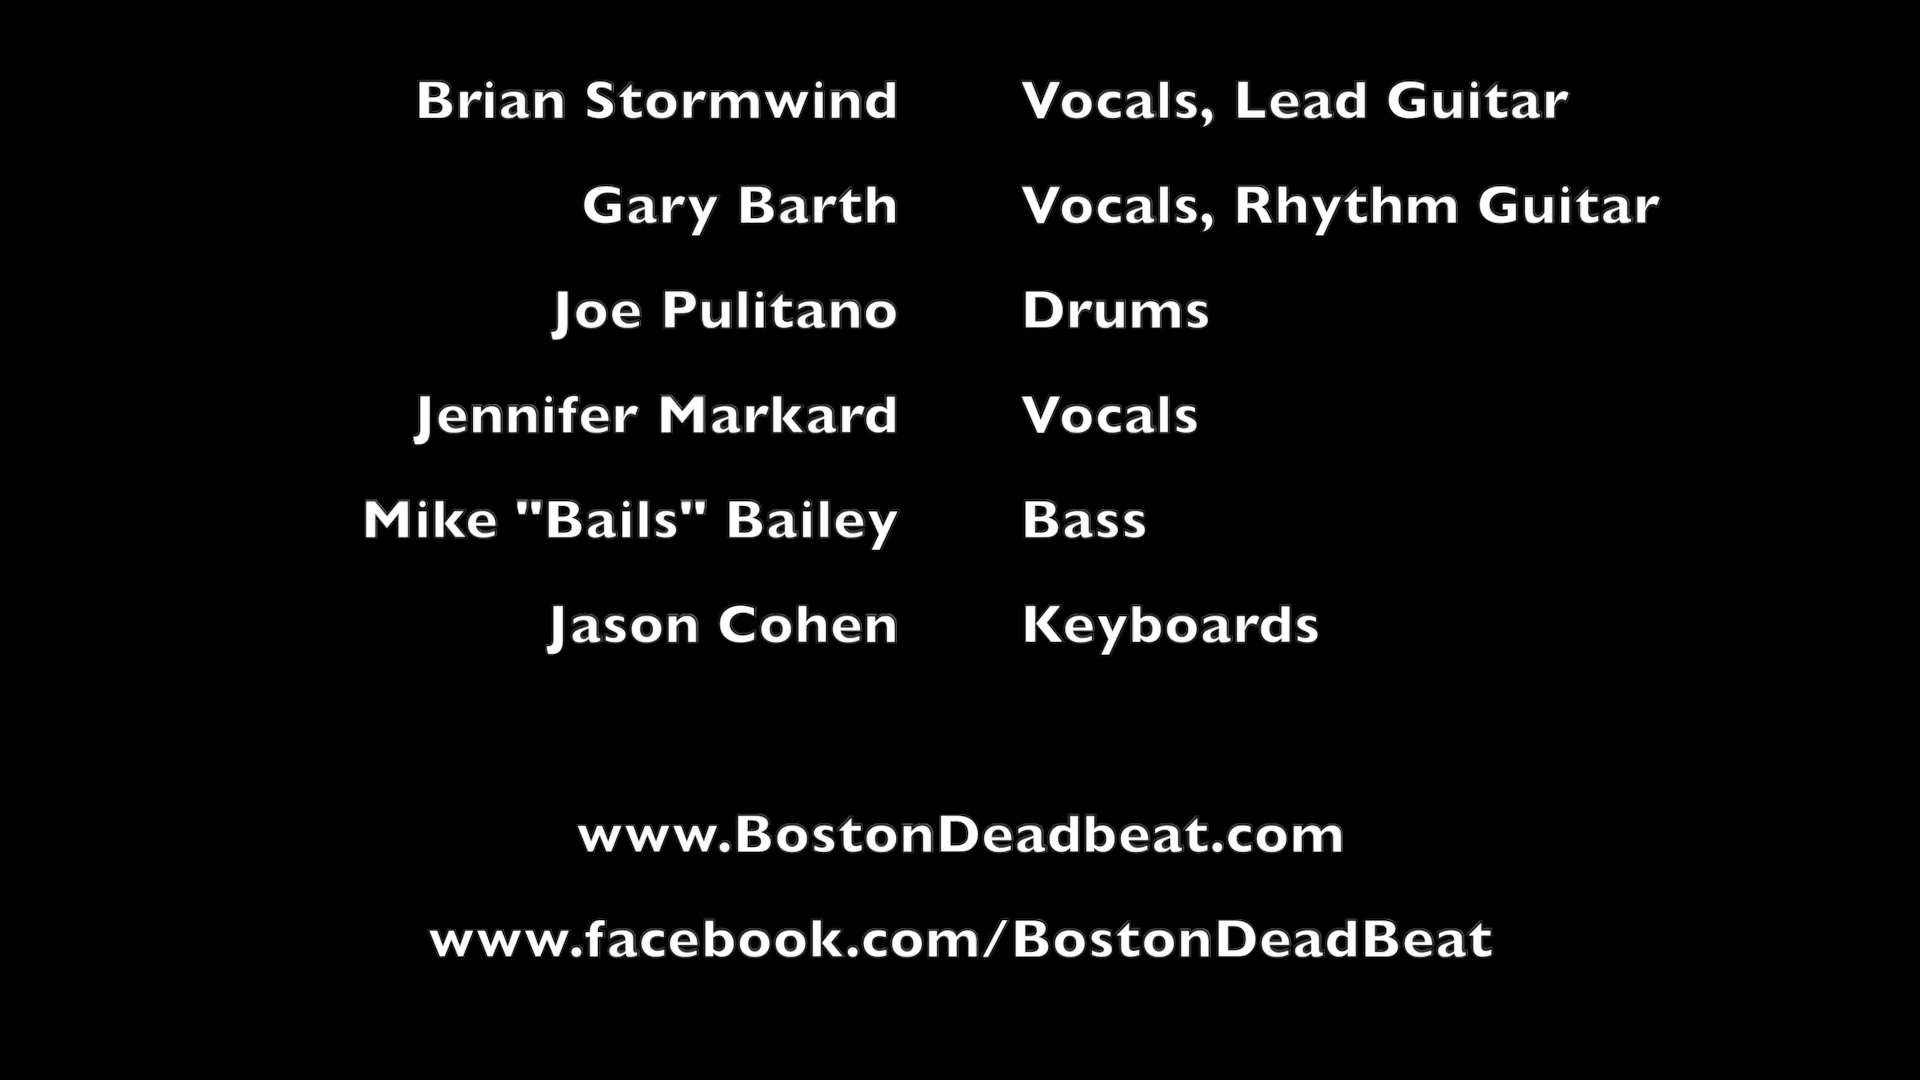 Brian Stormwind Vocals, Lead Guitar
Gary Barth Vocals, Rhythm Guitar
Joe Pulitano Drums
Jennifer Markard Vocals
Mike "Bails" Bailey Bass
Jason Cohen Keyboards
www.BostonDeadbeat.com
www.facebook.com/BostonDeadBeat